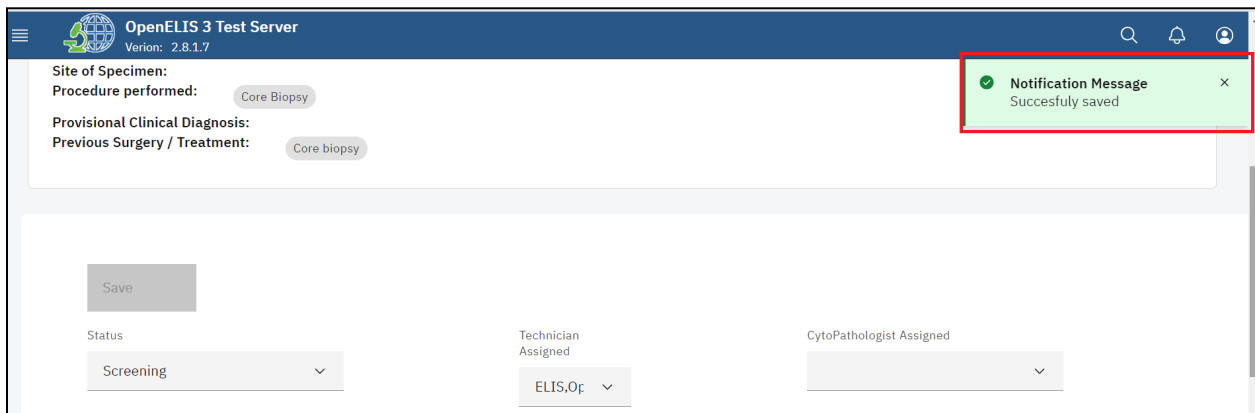 OpenELIS 3 Test Server
Verion: 2.8.1.7
Notification Message
Succesfuly saved
Site of Specimen:
Procedure performed: Core Biopsy
Provisional Clinical Diagnosis:
Previous Surgery / Treatment: Core biopsy
Save
Status
Screening
Technician
Assigned
ELIS,Op
CytoPathologist Assigned